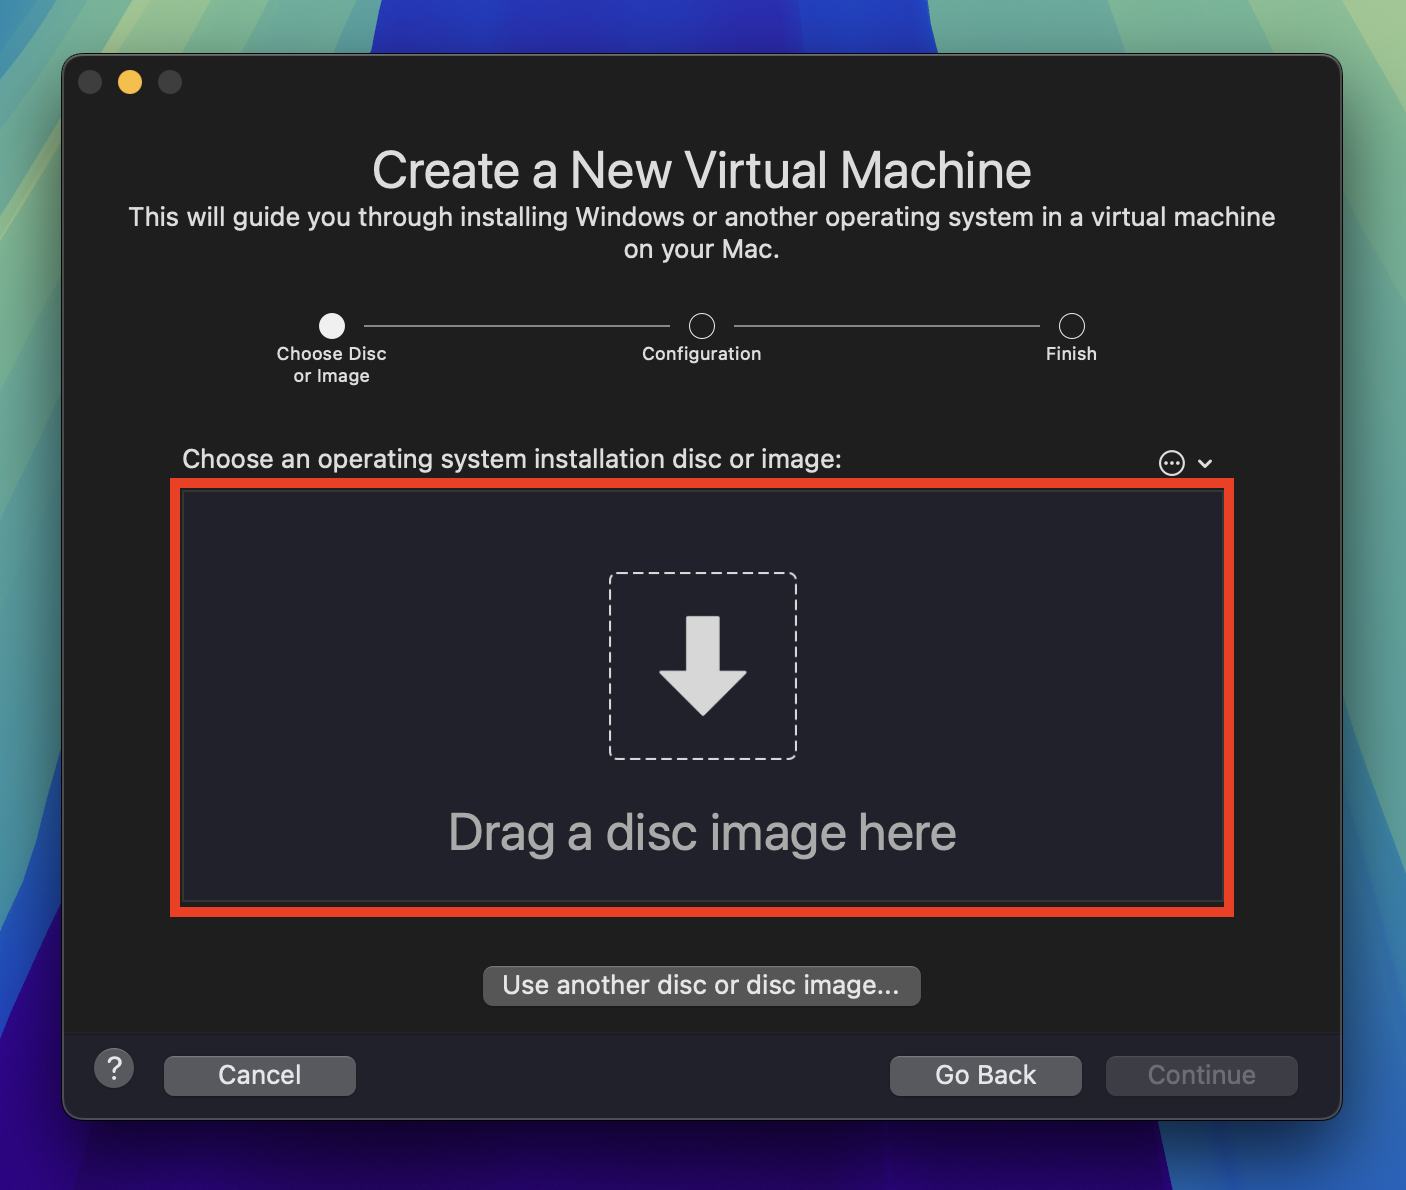 Create a New Virtual Machine
This will guide you through installing Windows or another operating system in a virtual machine
on your Mac.
Choose Disc
or Image
Configuration
Finish
Choose an operating system installation disc or image:
Drag a disc image here
Use another disc or disc image...
?
Cancel
Go Back
Continue